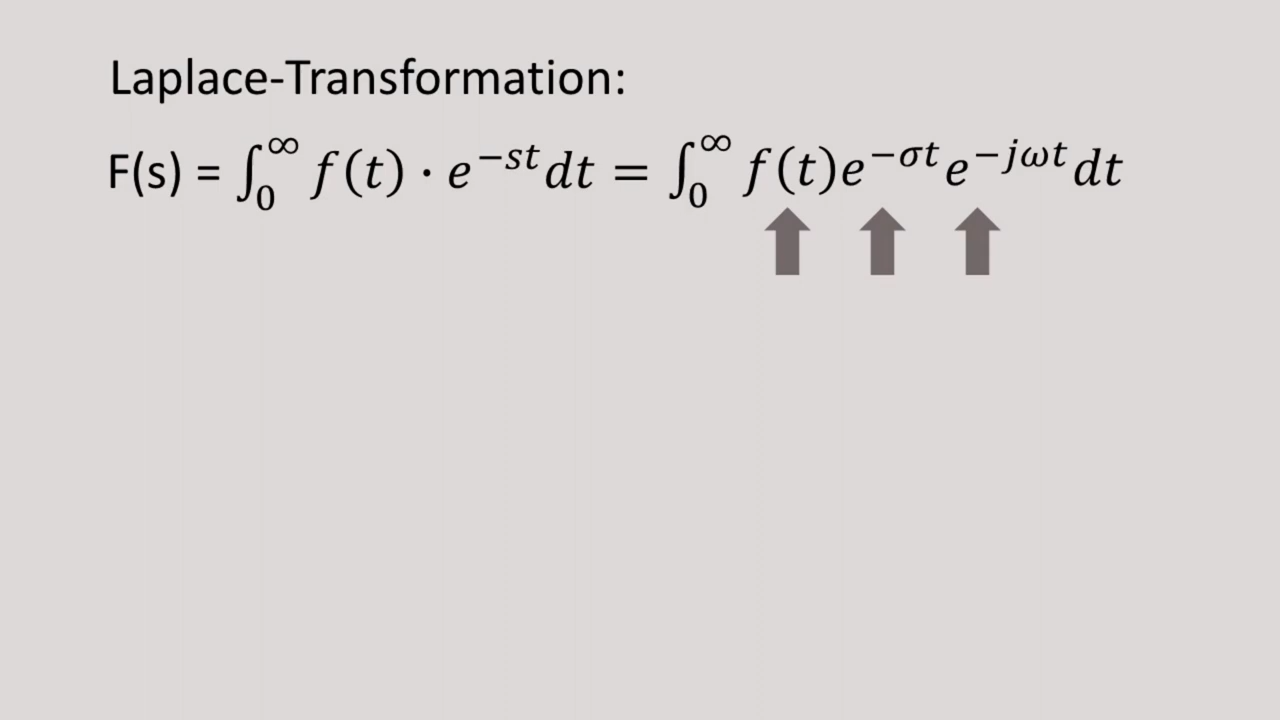 Laplace-Transformation:
F(s) = ∫₀^∞ f(t) · e^{−st} dt = ∫₀^∞ f(t)e^{−σt}e^{−jωt}dt